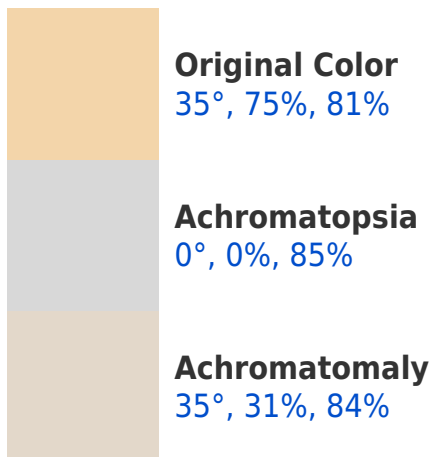 Original Color
35°, 75%, 81%
Achromatopsia
0°, 0%, 85%
Achromatomaly
35°, 31%, 84%